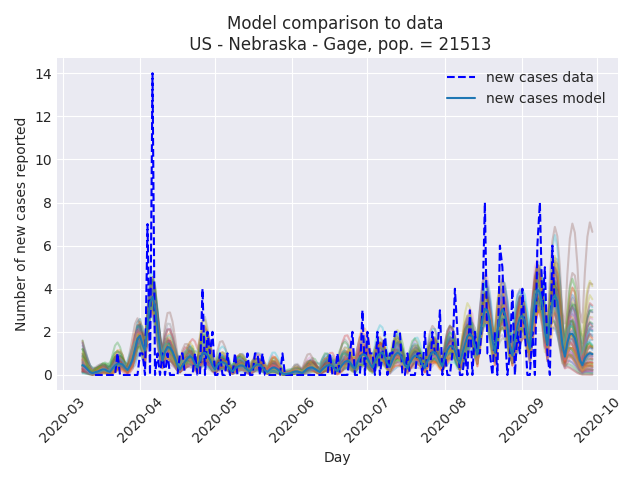 Model comparison to data
US - Nebraska - Gage, pop. = 21513
new cases data
new cases model
Number of new cases reported
14
12
10
8
6
4
2
0
2020-03
2020-04
2020-05
2020-06
2020-07
2020-08
2020-09
2020-10
Day